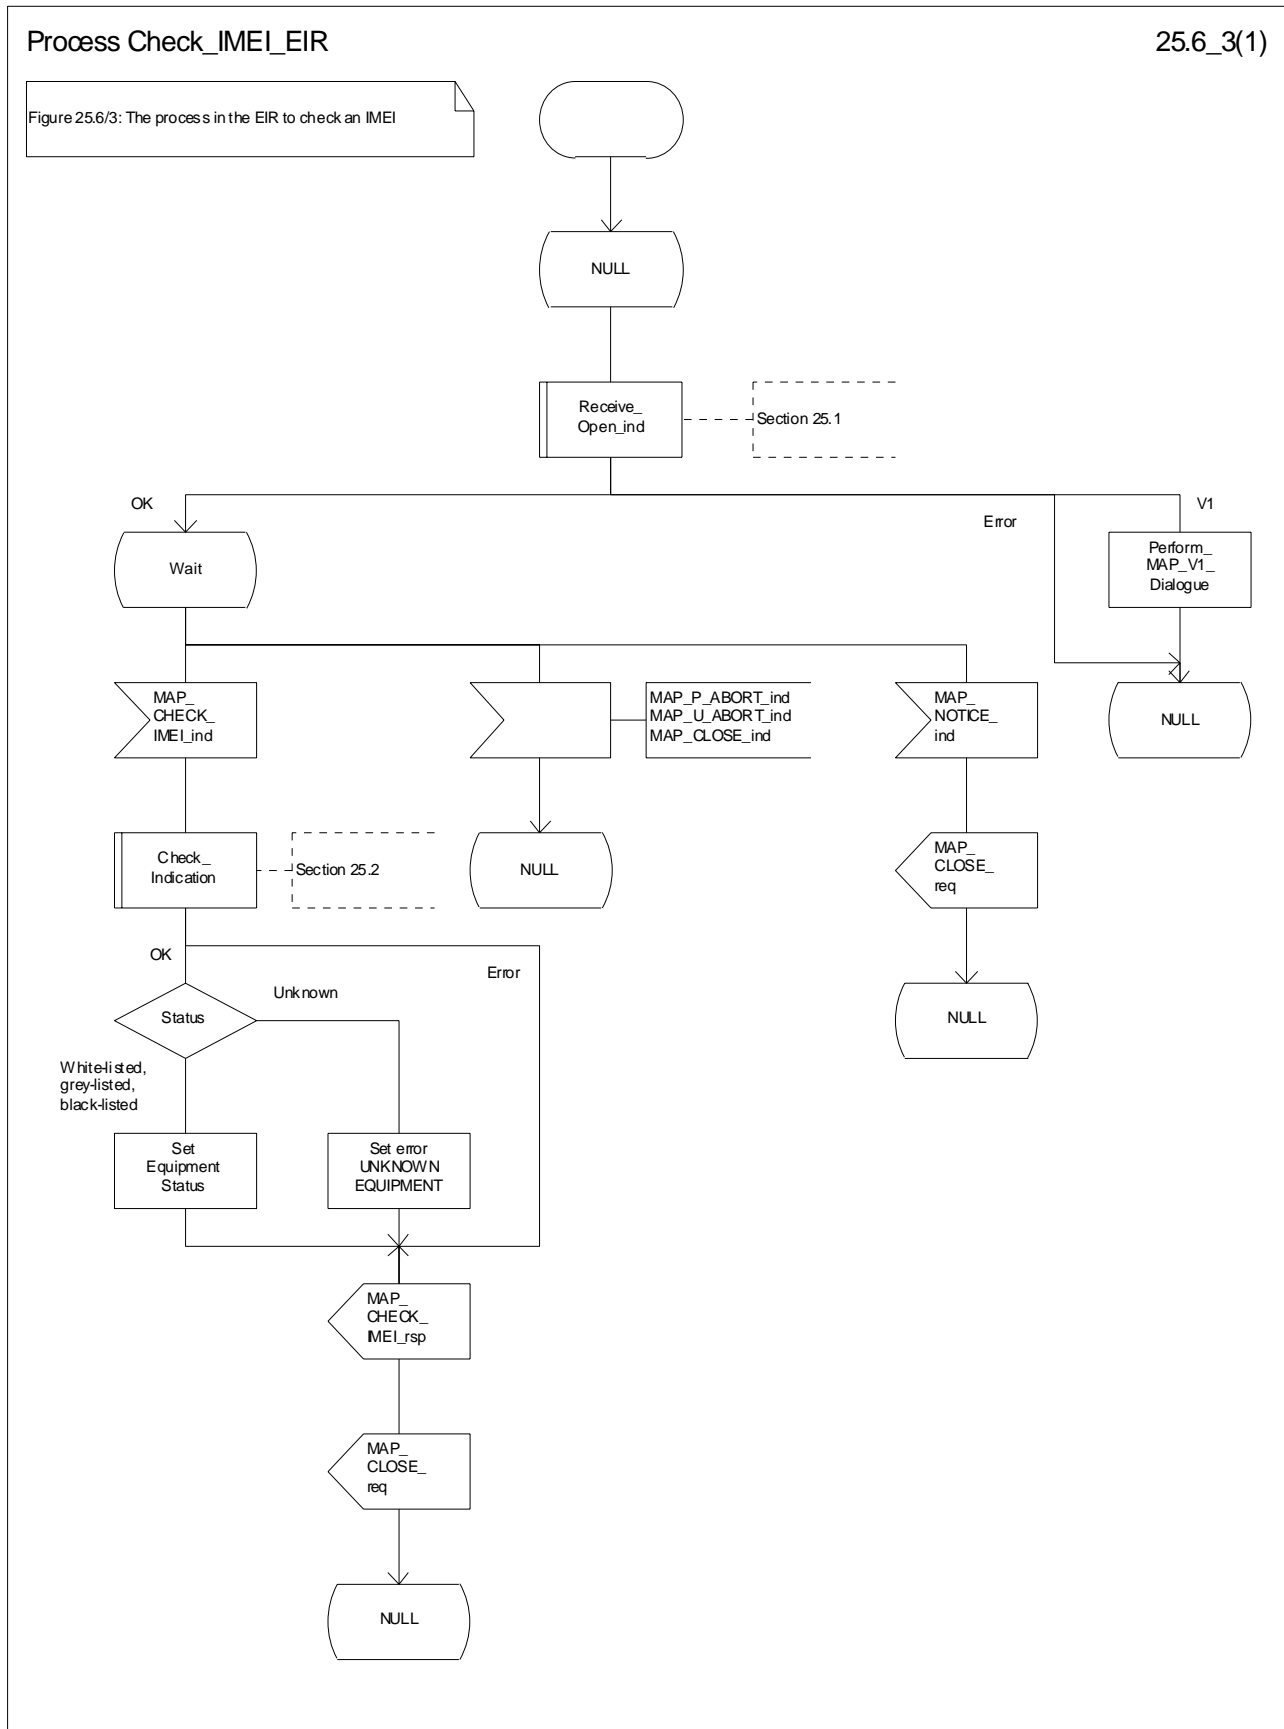 Process Check_IMEI_EIR
25.6_3(1)
Figure 25.6/3: The process in the EIR to check an IMEI
NULL
Receive_
Open_ind
Section 25.1
OK
Error
V1
Wait
Perform_
MAP_V1_
Dialogue
MAP_
CHECK_
IMEI_ind
MAP_P_ABORT_ind
MAP_U_ABORT_ind
MAP_CLOSE_ind
MAP_
NOTICE_
ind
NULL
Check_
Indication
Section 25.2
NULL
MAP_
CLOSE_
req
OK
Error
Unknown
Status
NULL
White-listed,
grey-listed,
black-listed
Set
Equipment
Status
Set error
UNKNOWN
EQUIPMENT
MAP_
CHECK_
IMEI_rsp
MAP_
CLOSE_
req
NULL